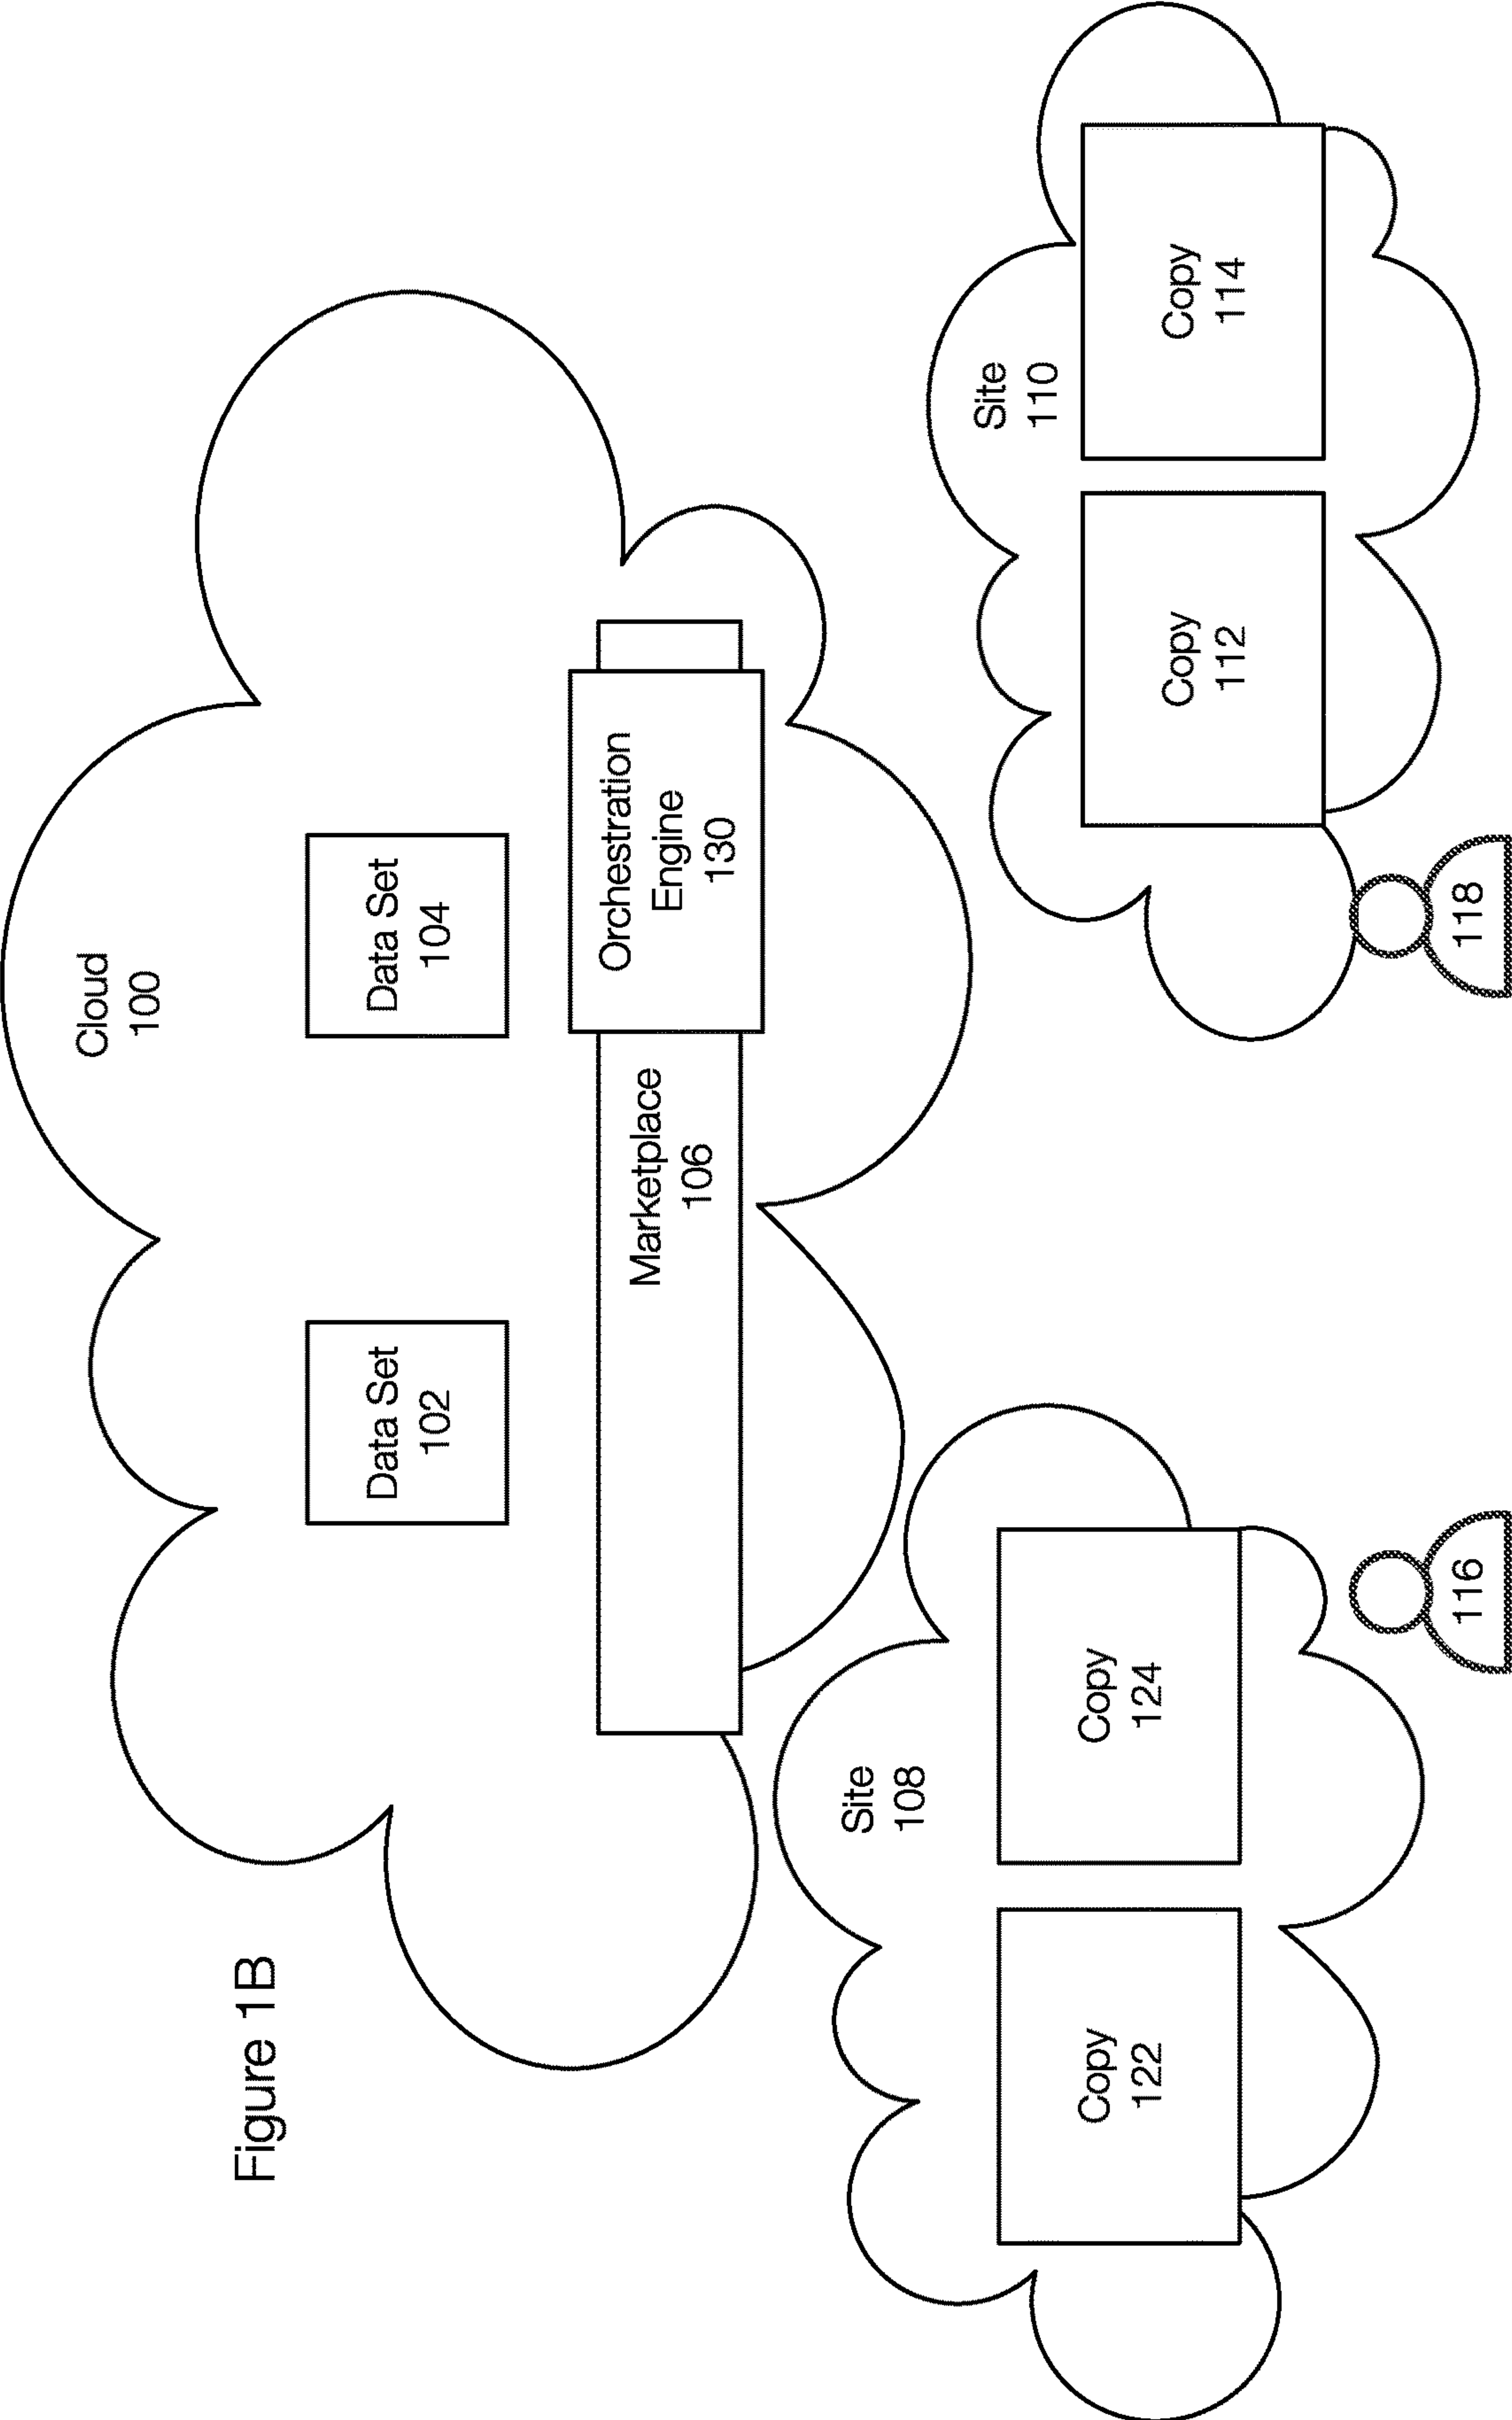 Figure 1B
Cloud
100
Data Set
102
Data Set
104
Marketplace
106
Orchestration
Engine
130
Site
108
Copy
122
Copy
124
116
Site
110
Copy
112
Copy
114
118